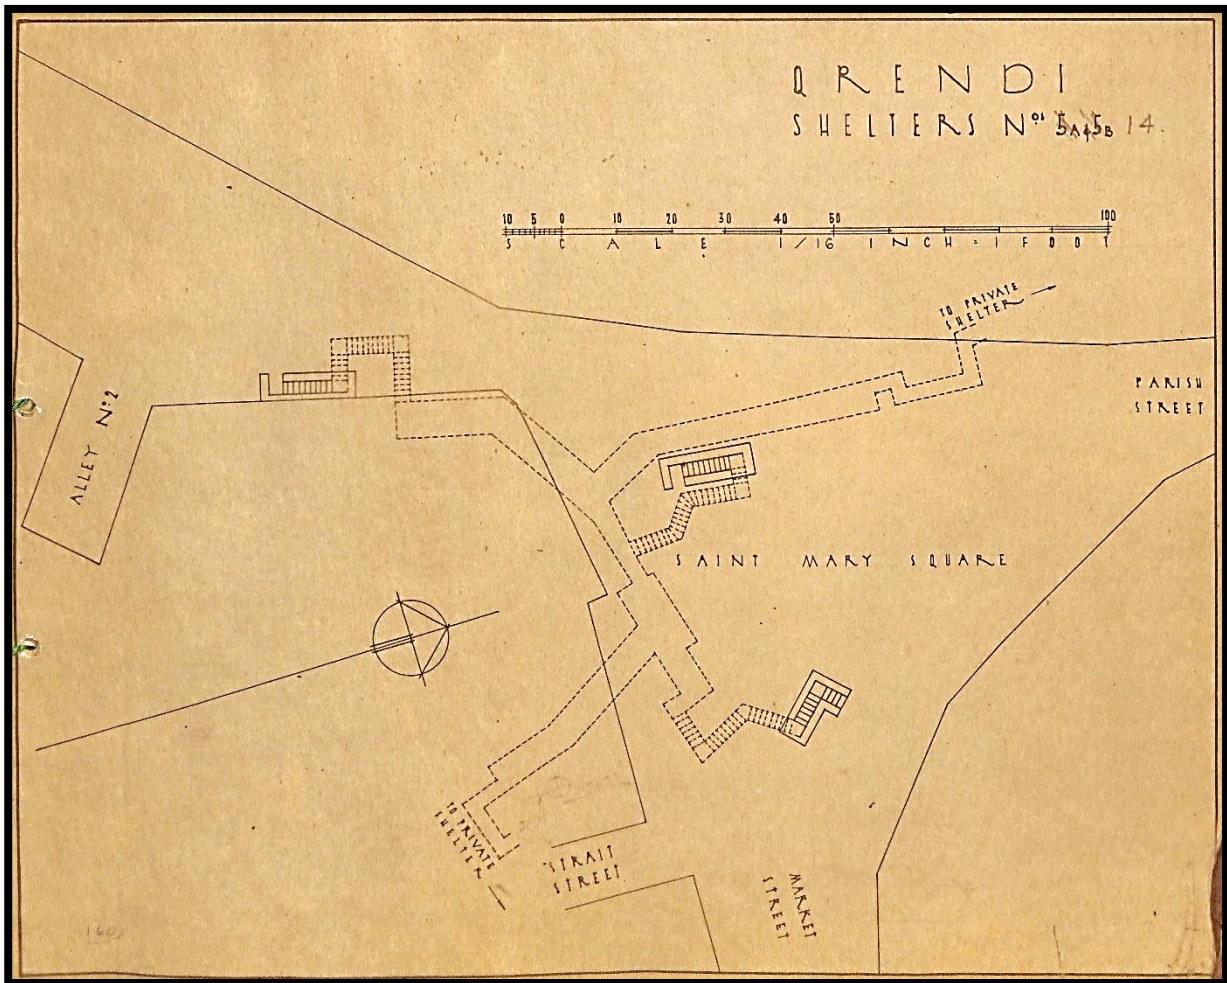 QRENDI
SHELTERS Nos 5A & 5B 14.
10 5 0 10 20 30 40 50 100
SCALE 1/16 INCH = 1 FOOT
TO PRIVATE
SHELTER
PARISH
STREET
ALLEY No 2
SAINT MARY SQUARE
TO PRIVATE
SHELTER
STRAIT
STREET
MARKET
STREET
160